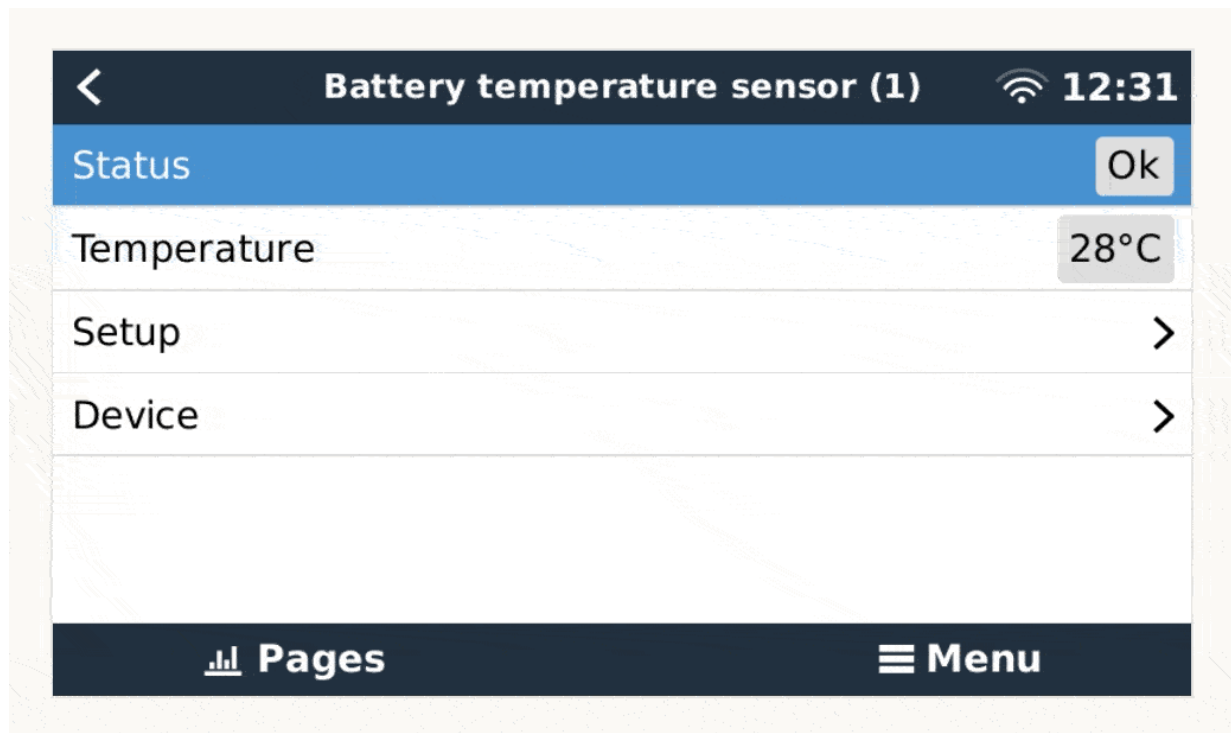 Battery temperature sensor (1) 12:31
Status Ok
Temperature 28°C
Setup
Device
Pages Menu